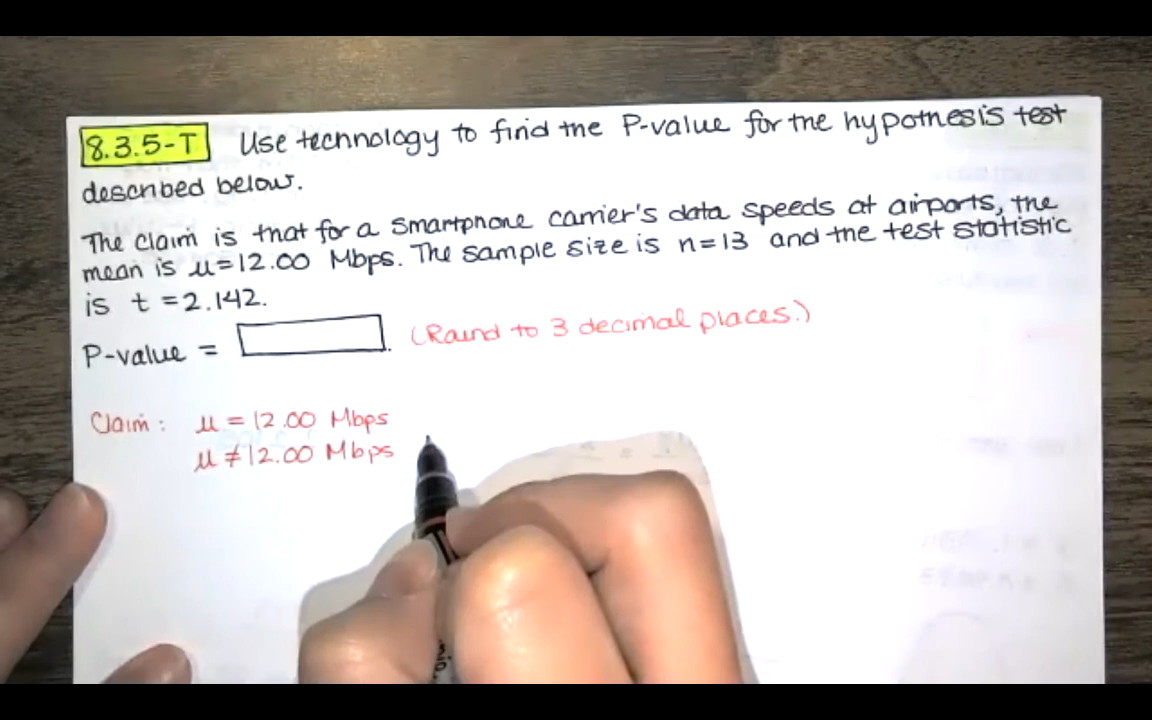 8.3.5-T Use technology to find the P-value for the hypothesis test
described below.
The claim is that for a smartphone carrier's data speeds at airports, the
mean is μ=12.00 Mbps. The sample size is n=13 and the test statistic
is t=2.142.
P-value = (Round to 3 decimal places.)
Claim: μ = 12.00 Mbps
μ ≠ 12.00 Mbps